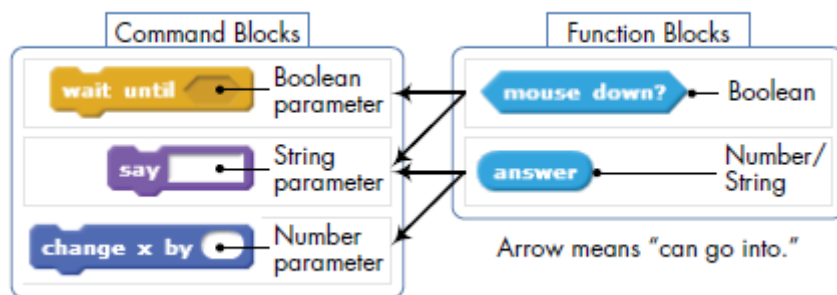 Command Blocks
wait until
Boolean
parameter
say
String
parameter
change x by
Number
parameter
Function Blocks
mouse down?
Boolean
answer
Number/
String
Arrow means “can go into.”